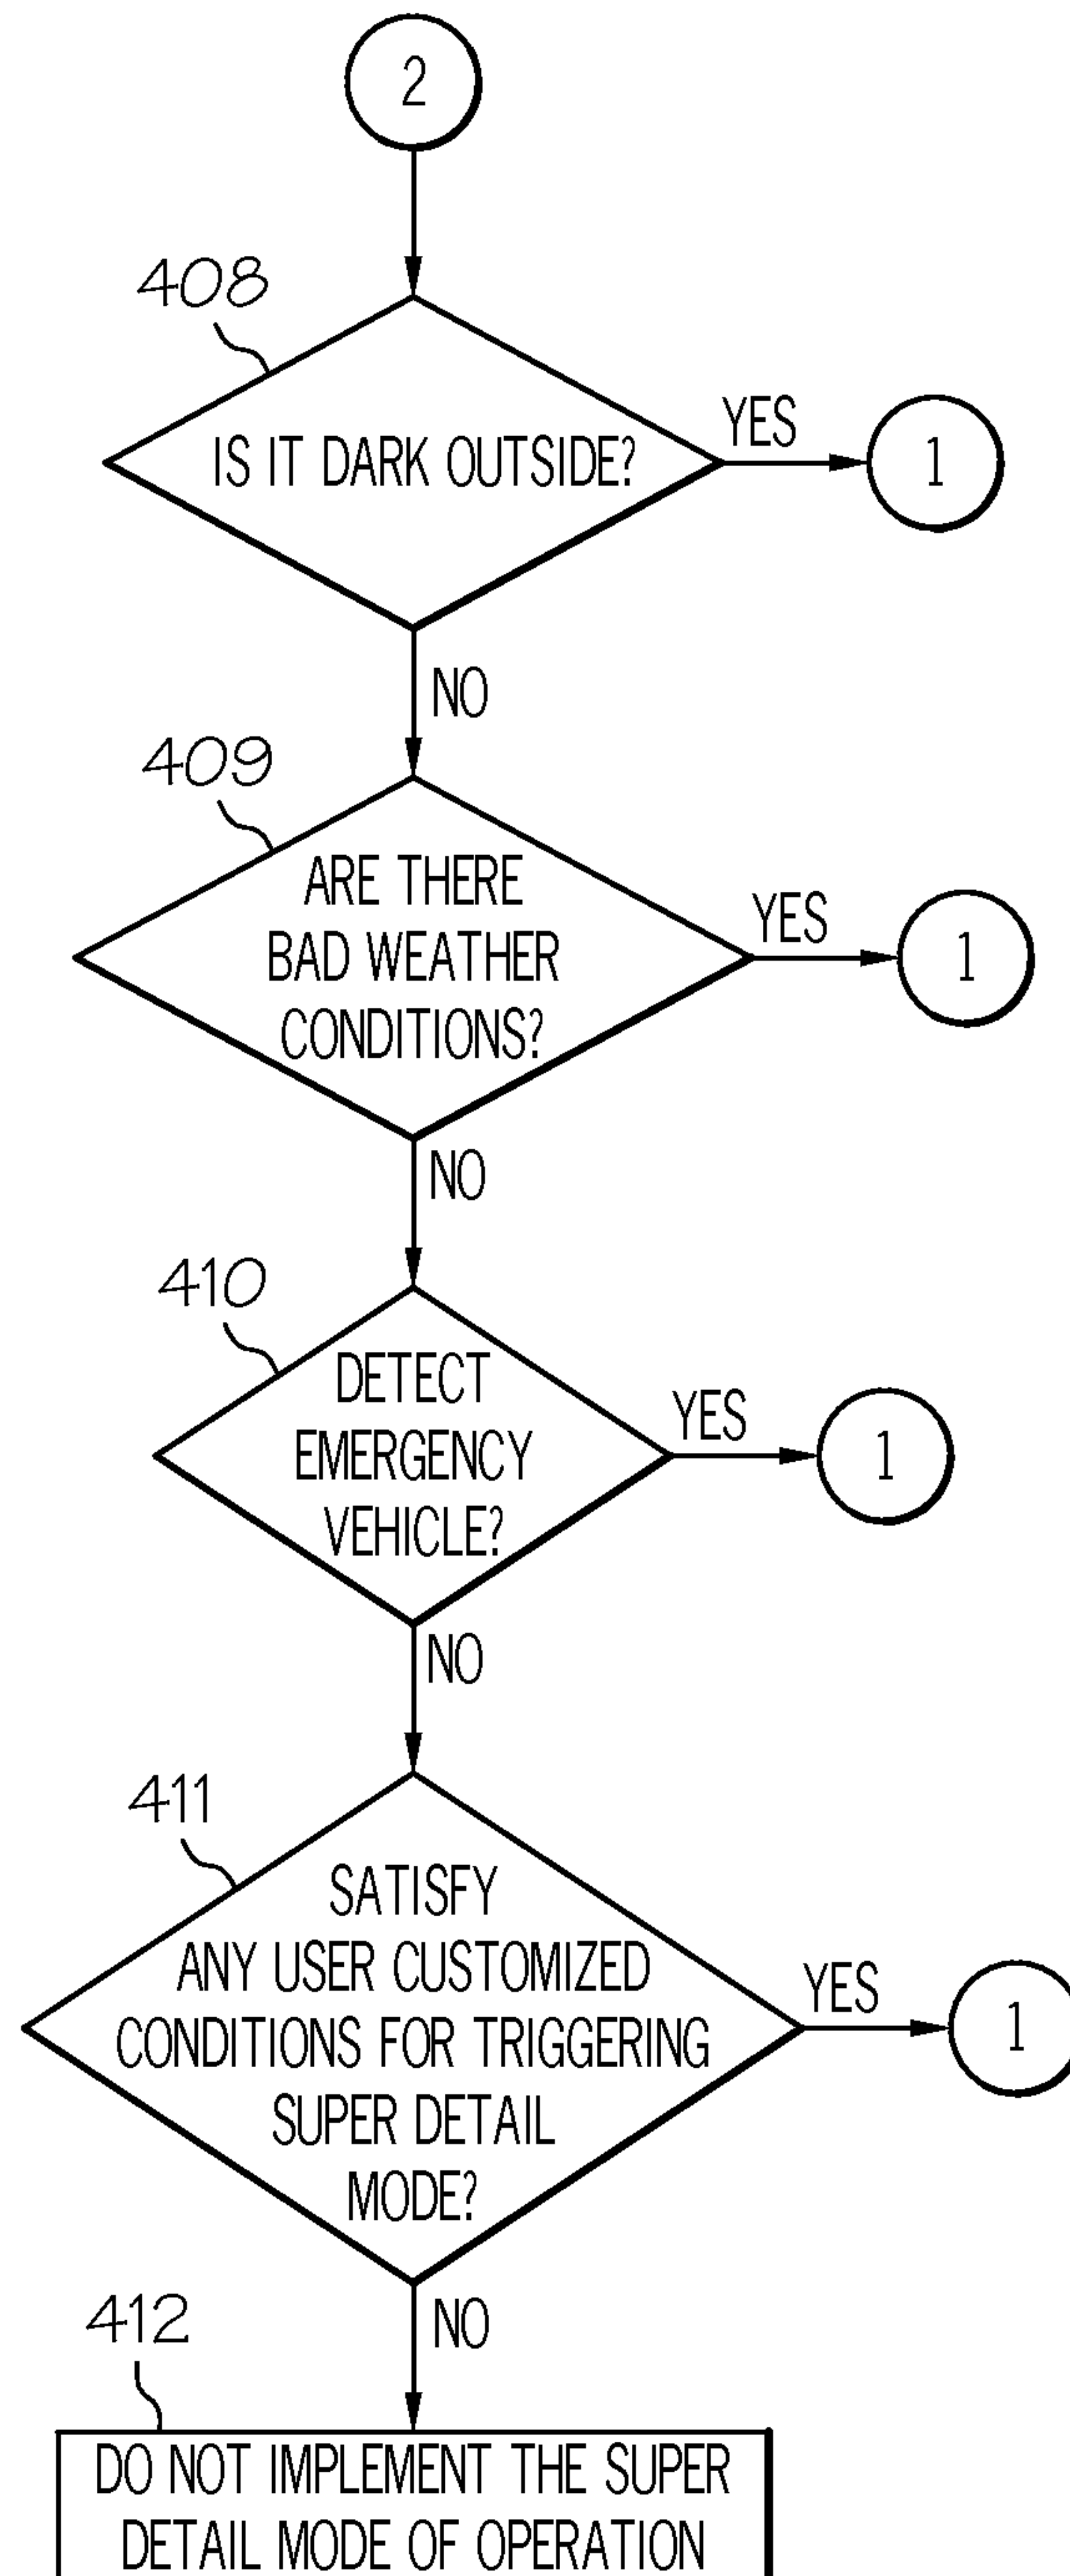 2
408
IS IT DARK OUTSIDE?
YES
1
NO
409
ARE THERE
BAD WEATHER
CONDITIONS?
YES
1
NO
410
DETECT
EMERGENCY
VEHICLE?
YES
1
NO
411
SATISFY
ANY USER CUSTOMIZED
CONDITIONS FOR TRIGGERING
SUPER DETAIL
MODE?
YES
1
NO
412
DO NOT IMPLEMENT THE SUPER
DETAIL MODE OF OPERATION